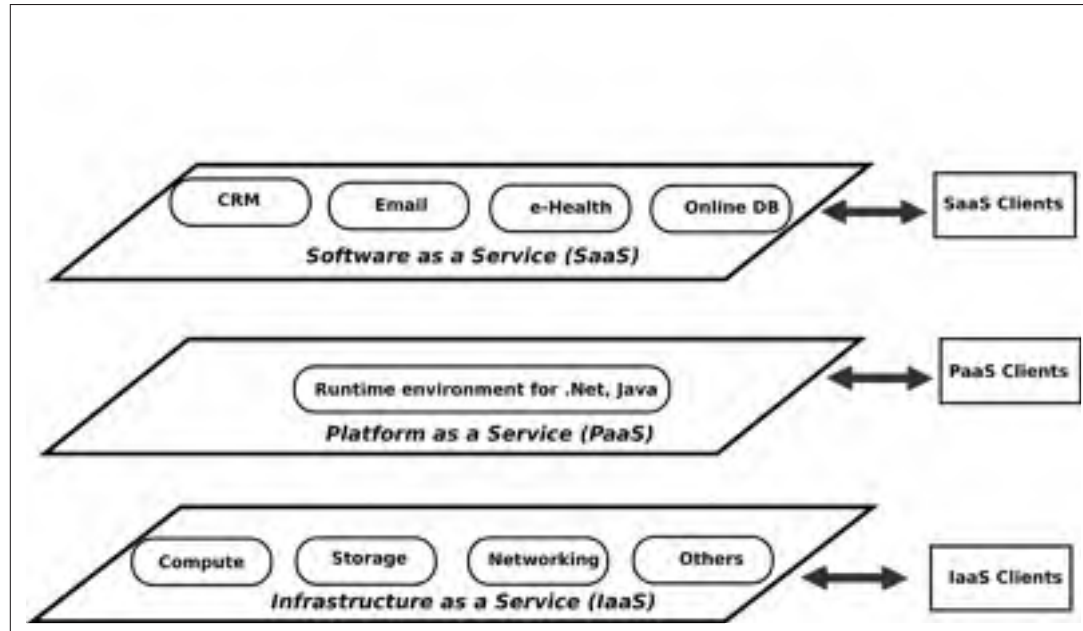 CRM
Email
e-Health
Online DB
Software as a Service (SaaS)
SaaS Clients
Runtime environment for .Net, Java
Platform as a Service (PaaS)
PaaS Clients
Compute
Storage
Networking
Others
Infrastructure as a Service (IaaS)
IaaS Clients